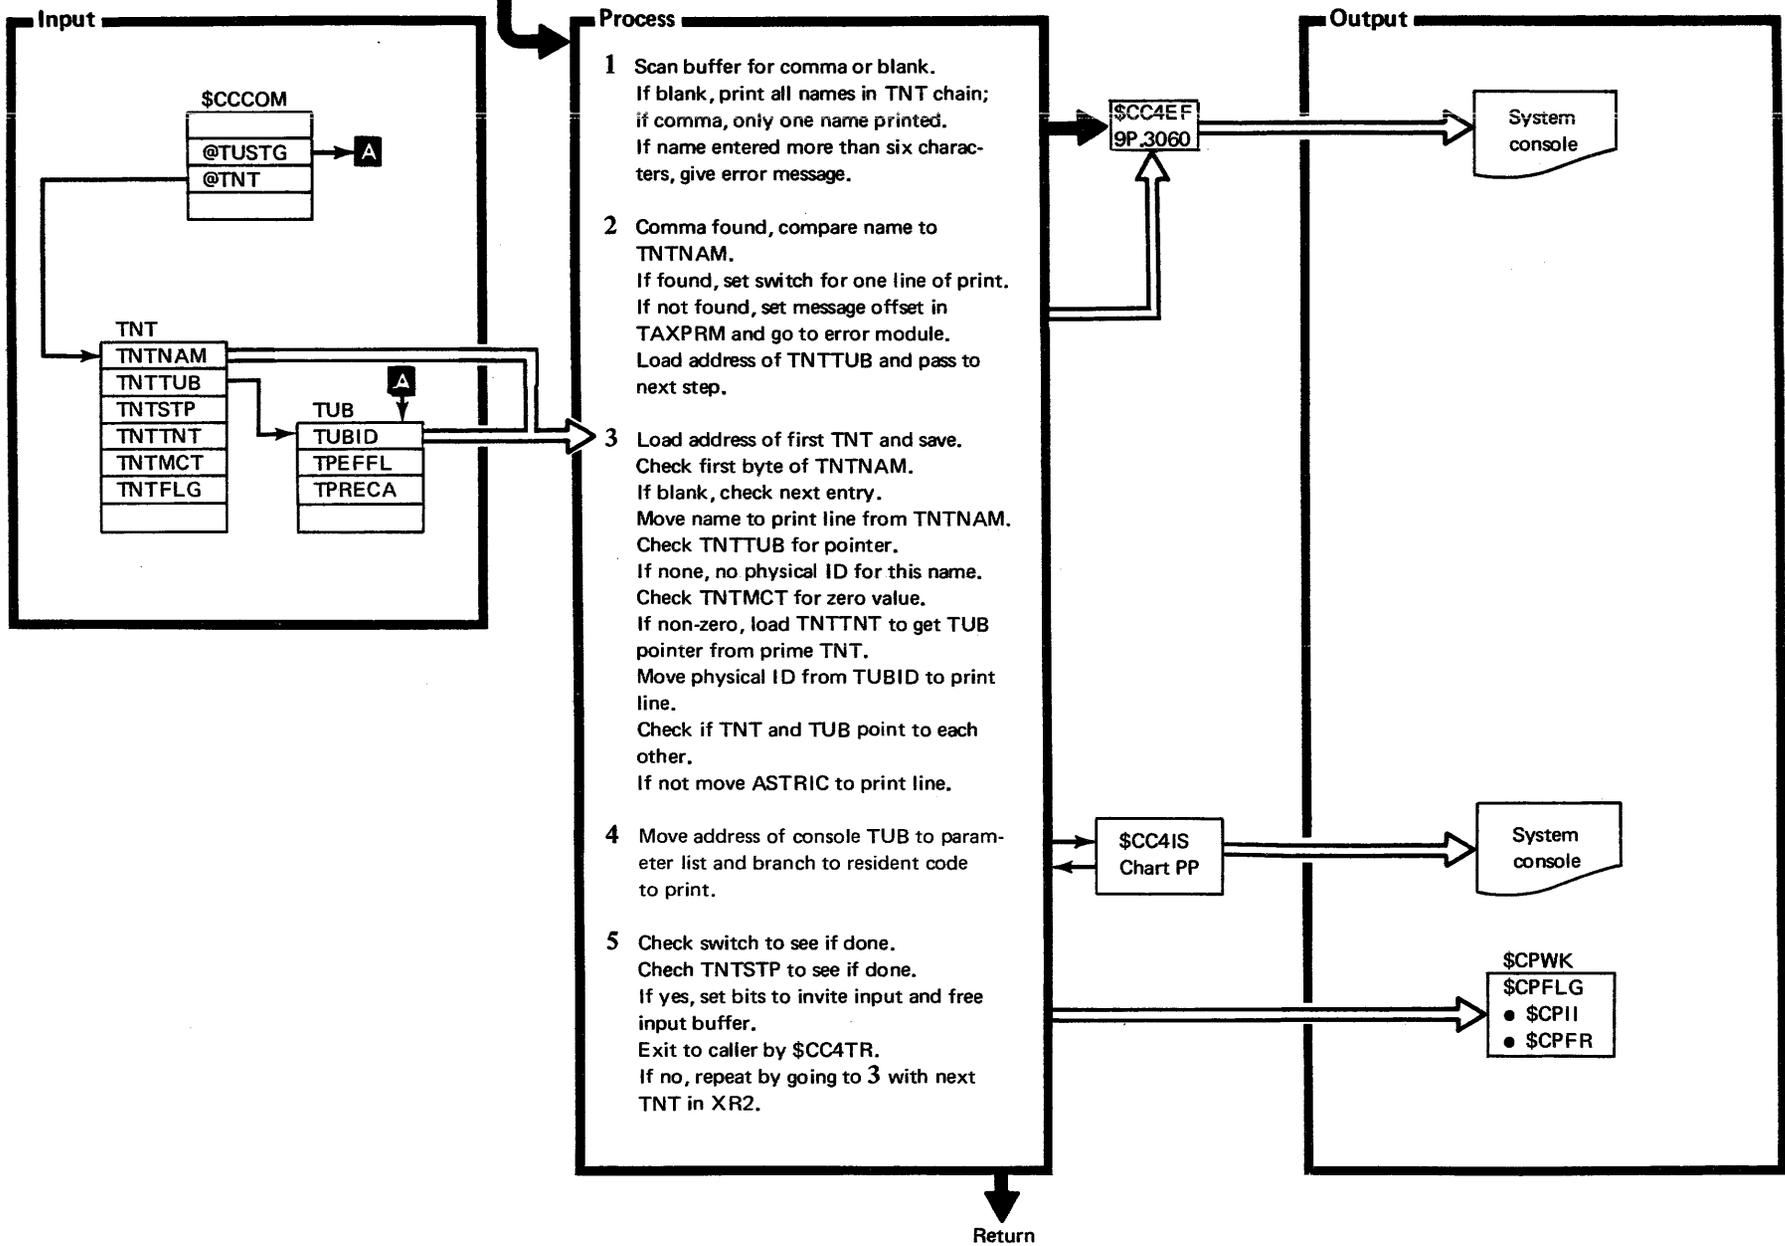 Input
$CCCOM
@TUSTG
A
@TNT
TNT
TNTNAM
TNTTUB
TNTSTP
TNTTNT
TNTMCT
TNTFLG
A
TUB
TUBID
TPEFFL
TPRECA
Process
1 Scan buffer for comma or blank.
If blank, print all names in TNT chain;
if comma, only one name printed.
If name entered more than six charac-
ters, give error message.
2 Comma found, compare name to
TNTNAM.
If found, set switch for one line of print.
If not found, set message offset in
TAXPRM and go to error module.
Load address of TNTTUB and pass to
next step.
3 Load address of first TNT and save.
Check first byte of TNTNAM.
If blank, check next entry.
Move name to print line from TNTNAM.
Check TNTTUB for pointer.
If none, no physical ID for this name.
Check TNTMCT for zero value.
If non-zero, load TNTTNT to get TUB
pointer from prime TNT.
Move physical ID from TUBID to print
line.
Check if TNT and TUB point to each
other.
If not move ASTRIC to print line.
4 Move address of console TUB to param-
eter list and branch to resident code
to print.
5 Check switch to see if done.
Chech TNTSTP to see if done.
If yes, set bits to invite input and free
input buffer.
Exit to caller by $CC4TR.
If no, repeat by going to 3 with next
TNT in XR2.
Return
$CC4EF
9P.3060
$CC4IS
Chart PP
Output
System
console
System
console
$CPWK
$CPFLG
● $CPII
● $CPFR